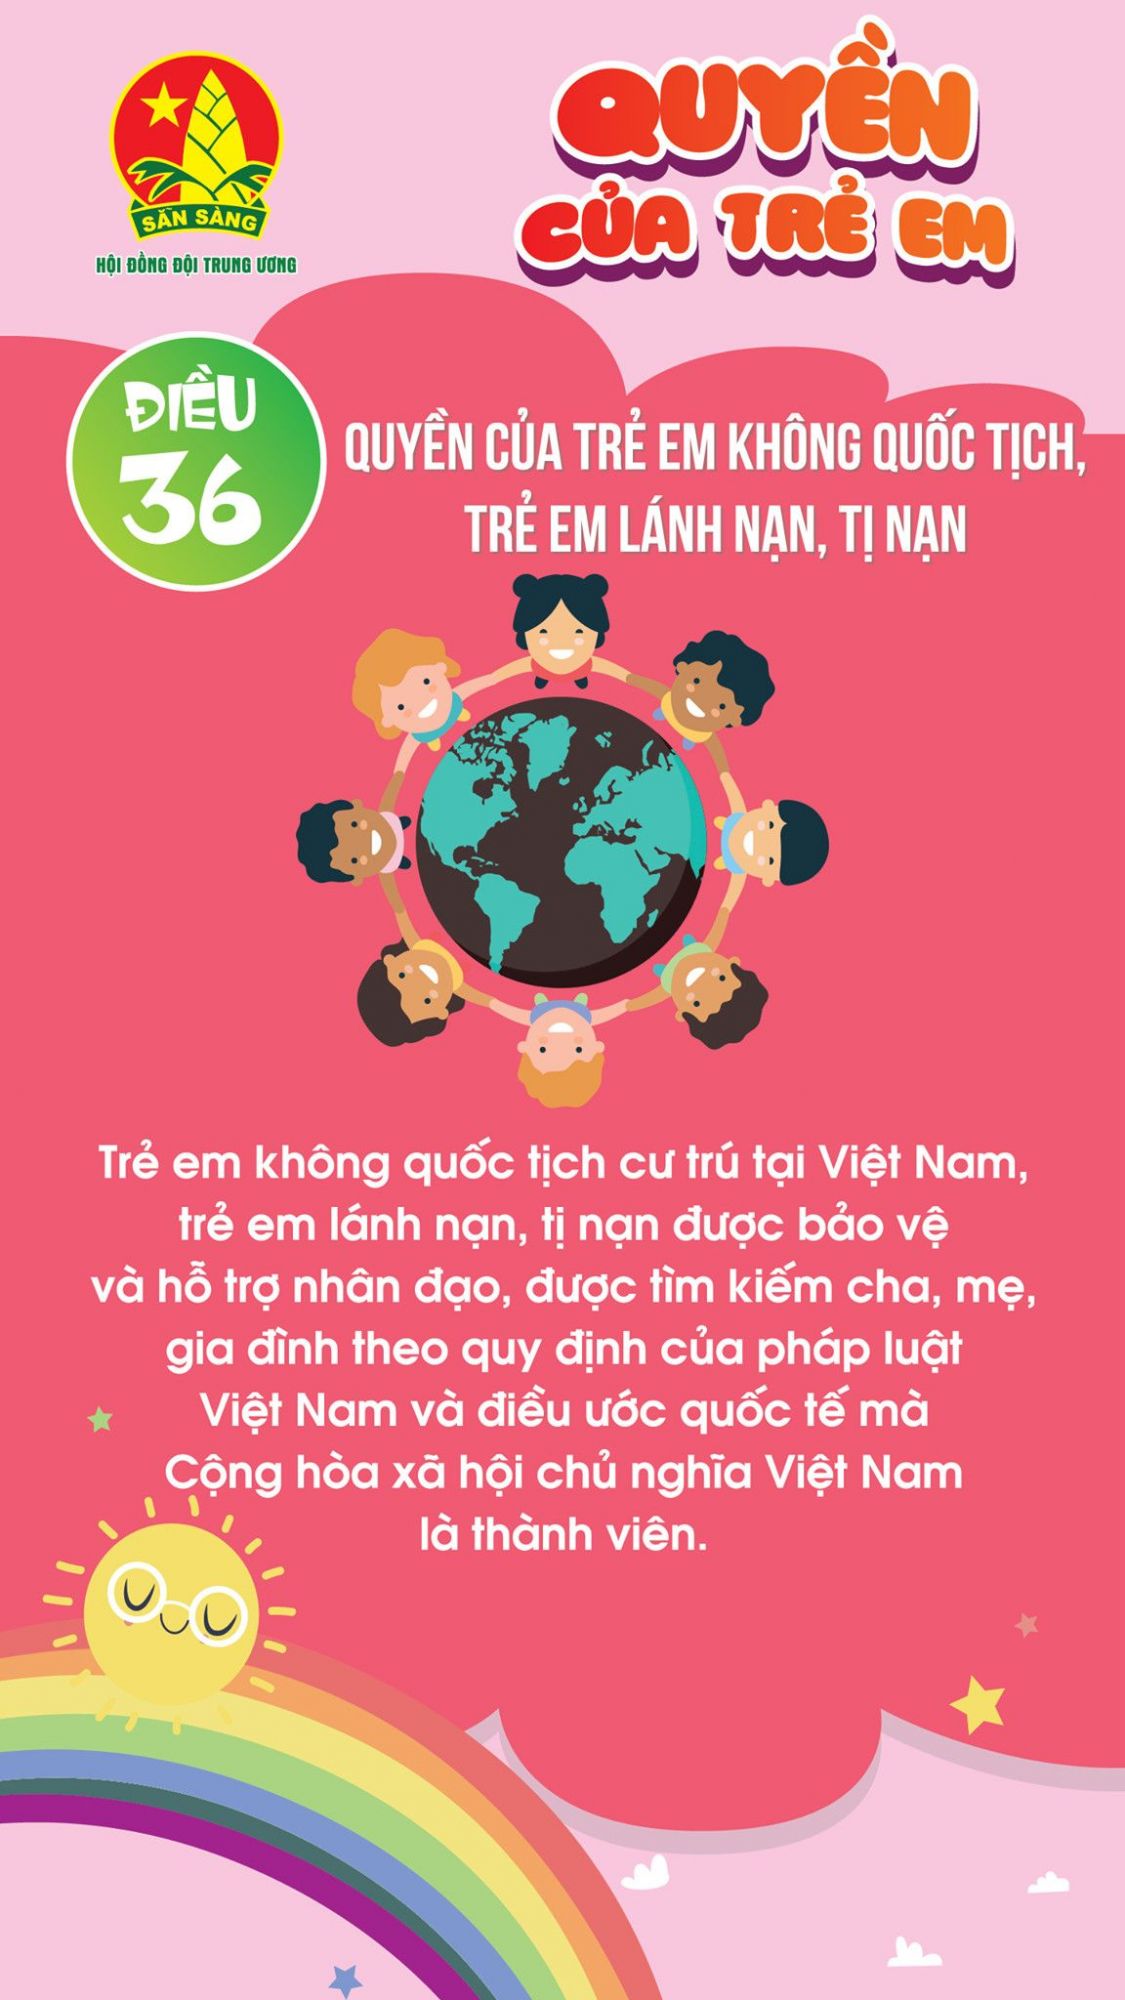 SẴN SÀNG
HỘI ĐỒNG ĐỘI TRUNG ƯƠNG
QUYỀN
CỦA TRẺ EM
ĐIỀU
36
QUYỀN CỦA TRẺ EM KHÔNG QUỐC TỊCH,
TRẺ EM LÁNH NẠN, TỊ NẠN
Trẻ em không quốc tịch cư trú tại Việt Nam,
trẻ em lánh nạn, tị nạn được bảo vệ
và hỗ trợ nhân đạo, được tìm kiếm cha, mẹ,
gia đình theo quy định của pháp luật
Việt Nam và điều ước quốc tế mà
Cộng hòa xã hội chủ nghĩa Việt Nam
là thành viên.